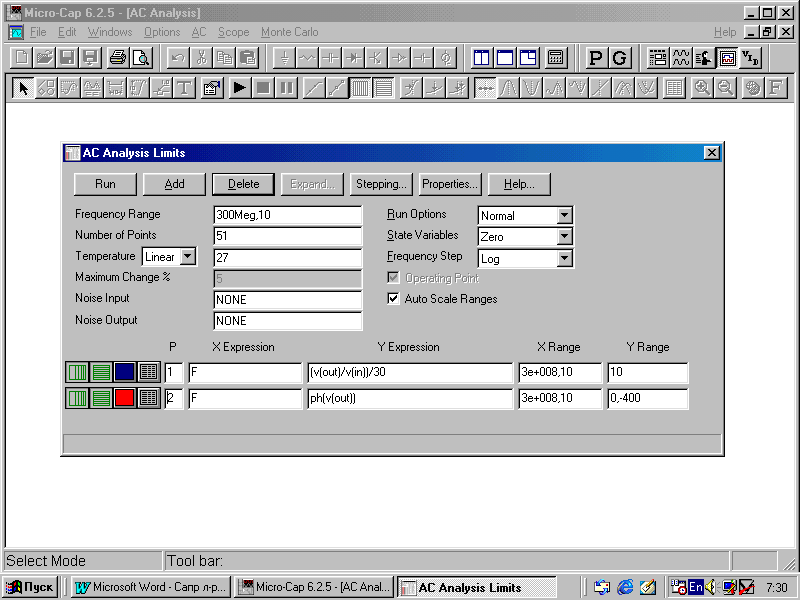 Micro-Cap 6.2.5 - [AC Analysis]
File Edit Windows Options AC Scope Monte Carlo Help
P G
T F
AC Analysis Limits
Run Add Delete Expand... Stepping... Properties... Help...
Frequency Range 300Meg,10 Run Options Normal
Number of Points 51 State Variables Zero
Temperature Linear 27 Frequency Step Log
Maximum Change % 5 Operating Point
Noise Input NONE Auto Scale Ranges
Noise Output NONE
P X Expression Y Expression X Range Y Range
1 F (v(out)/v(in))/30 3e+008,10 10
2 F ph(v(out)) 3e+008,10 0,-400
Select Mode Tool bar:
Пуск Microsoft Word - Сапр л-р... Micro-Cap 6.2.5 - [AC Anal... AC Analysis Limits En 7:30